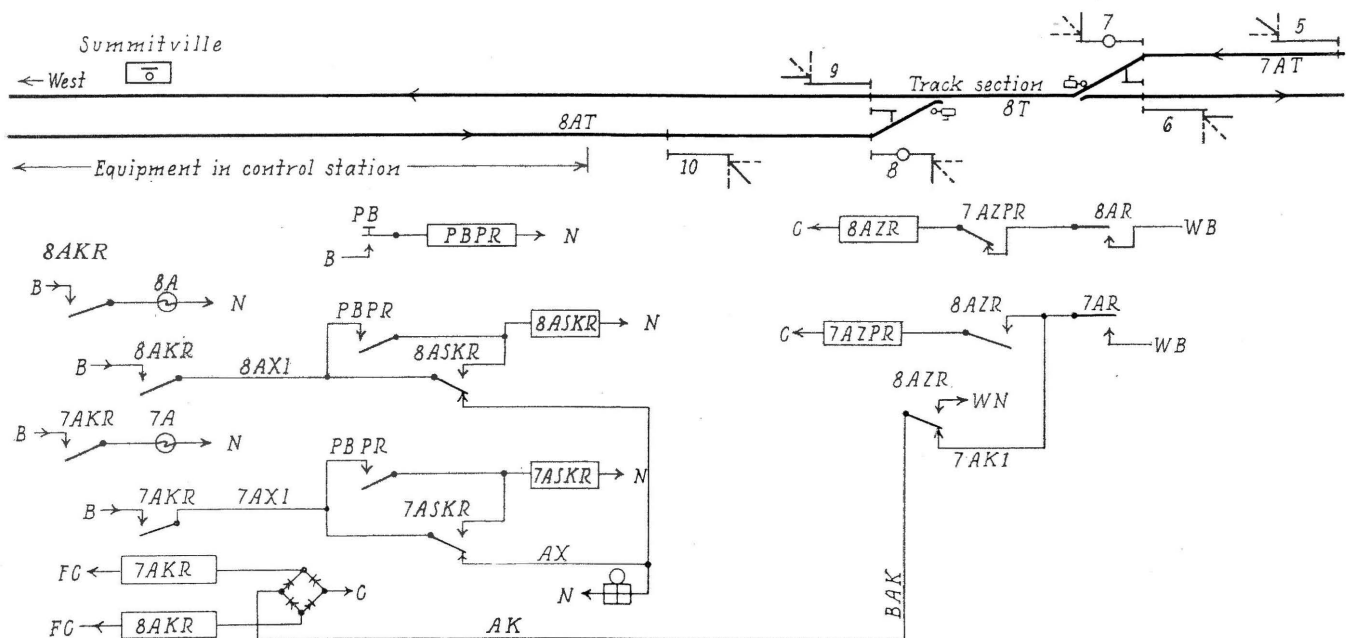 Summitville
West
9
7
5
7AT
Track section
8T
8AT
6
10
8
Equipment in control station
PB
PBPR
N
B
7AZPR
8AR
C
8AZR
WB
8AKR
B
8A
N
PBPR
8ASKR
N
8AZR
7AR
C
7AZPR
WB
8AKR
B
8AX1
8ASKR
8AZR
WN
7AKR
7A
B
N
7AK1
PBPR
7ASKR
N
7AKR
7AX1
B
7ASKR
AX
FC
7AKR
C
N
BAK
FC
8AKR
AK